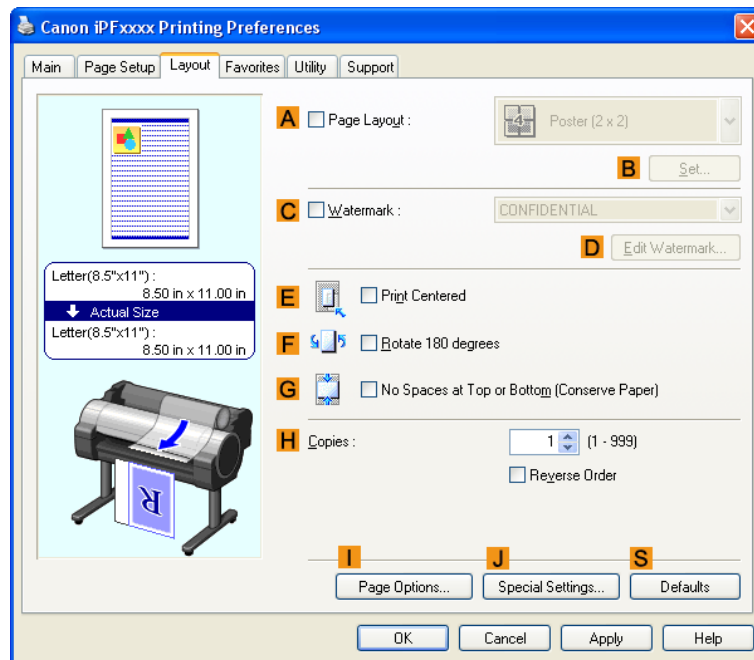 Canon iPFxxxx Printing Preferences
Main Page Setup Layout Favorites Utility Support
A Page Layout : 4 Poster (2 x 2)
B Set...
C Watermark : CONFIDENTIAL
D Edit Watermark...
Letter(8.5"x11") :
8.50 in x 11.00 in
Actual Size
Letter(8.5"x11") :
8.50 in x 11.00 in
E Print Centered
F Rotate 180 degrees
G No Spaces at Top or Bottom (Conserve Paper)
H Copies : 1 (1 - 999)
Reverse Order
R
I J S
Page Options... Special Settings... Defaults
OK Cancel Apply Help